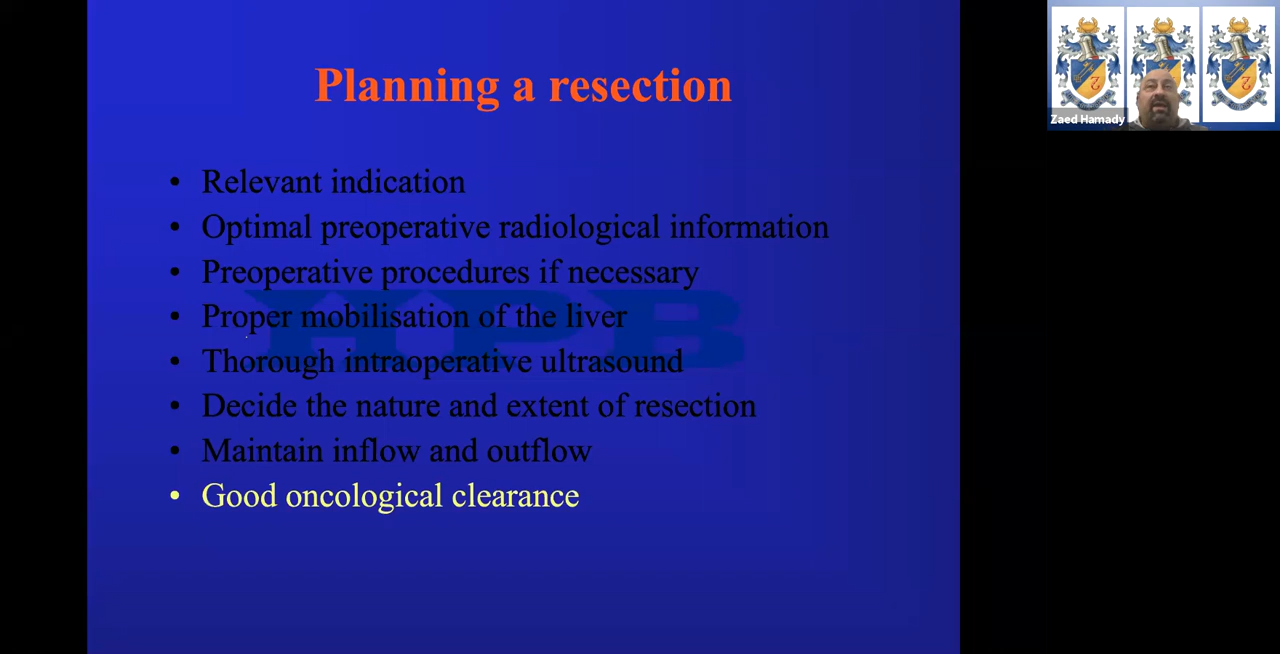 Planning a resection
• Relevant indication
• Optimal preoperative radiological information
• Preoperative procedures if necessary
• Proper mobilisation of the liver
• Thorough intraoperative ultrasound
• Decide the nature and extent of resection
• Maintain inflow and outflow
• Good oncological clearance
HPB
Zaed Hamady